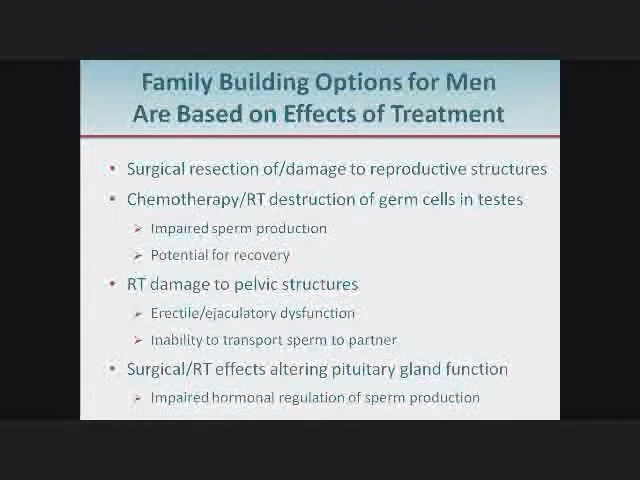 Family Building Options for Men
Are Based on Effects of Treatment
• Surgical resection of/damage to reproductive structures
• Chemotherapy/RT destruction of germ cells in testes
➢ Impaired sperm production
➢ Potential for recovery
• RT damage to pelvic structures
➢ Erectile/ejaculatory dysfunction
➢ Inability to transport sperm to partner
• Surgical/RT effects altering pituitary gland function
➢ Impaired hormonal regulation of sperm production